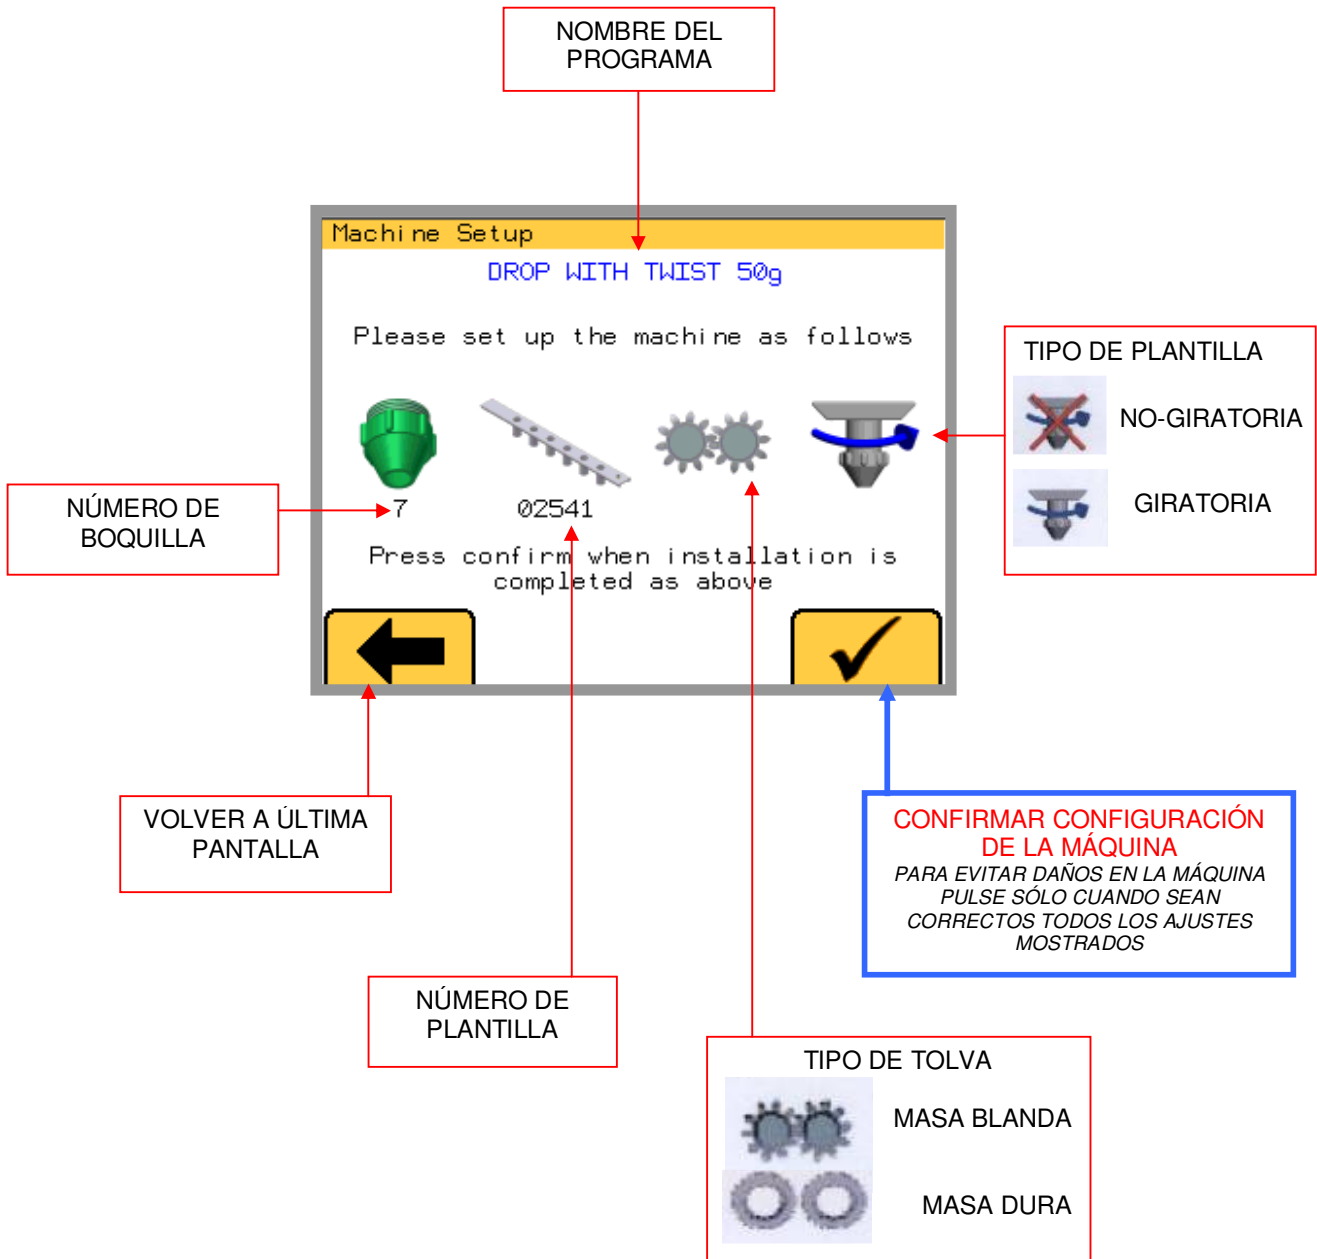 NOMBRE DEL
PROGRAMA
Machine Setup
DROP WITH TWIST 50g
Please set up the machine as follows
7
02541
Press confirm when installation is
completed as above
TIPO DE PLANTILLA
NO-GIRATORIA
GIRATORIA
NÚMERO DE
BOQUILLA
VOLVER A ÚLTIMA
PANTALLA
CONFIRMAR CONFIGURACIÓN
DE LA MÁQUINA
PARA EVITAR DAÑOS EN LA MÁQUINA
PULSE SÓLO CUANDO SEAN
CORRECTOS TODOS LOS AJUSTES
MOSTRADOS
NÚMERO DE
PLANTILLA
TIPO DE TOLVA
MASA BLANDA
MASA DURA